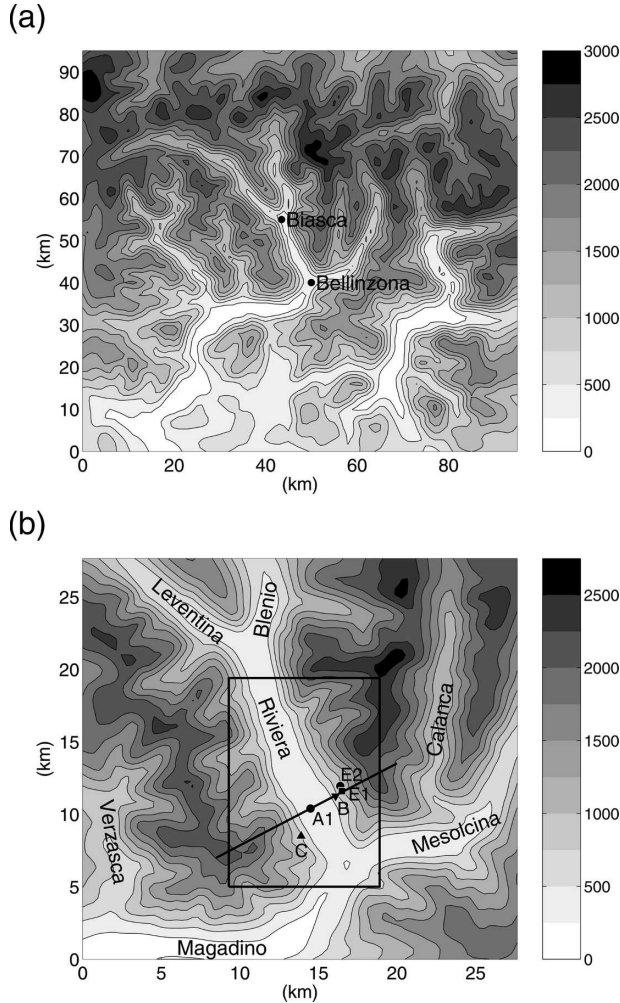 (a)
90
80
70
60
50
40
30
20
10
0
(km)
0
20
40
60
80
(km)
3000
2500
2000
1500
1000
500
0
Biasca
Bellinzona
(b)
25
20
15
10
5
0
(km)
0
5
10
15
20
25
(km)
2500
2000
1500
1000
500
0
Leventina
Blenio
Riviera
Calanca
E2
E1
B
A1
C
Verzasca
Mesolcina
Magadino